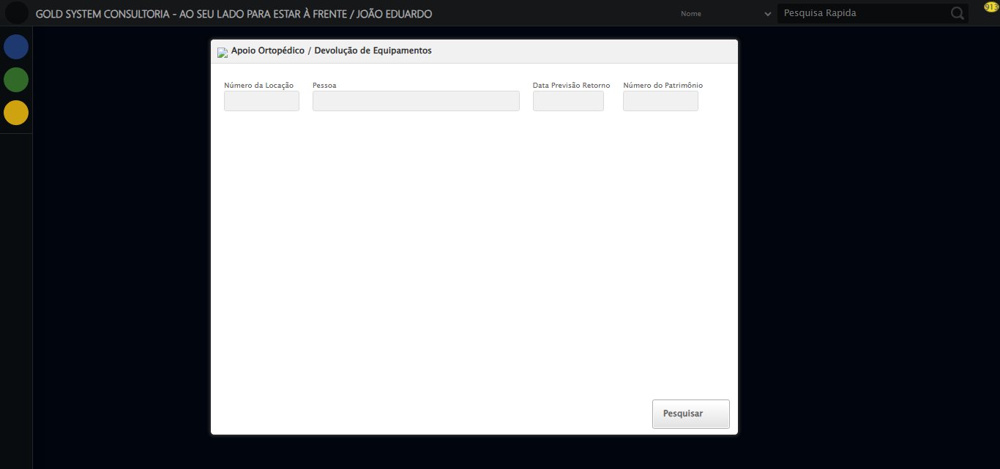 GOLD SYSTEM CONSULTORIA - AO SEU LADO PARA ESTAR À FRENTE / JOÃO EDUARDO
Nome
Pesquisa Rapida
913
Apoio Ortopédico / Devolução de Equipamentos
Número da Locação
Pessoa
Data Previsão Retorno
Número do Patrimônio
Pesquisar